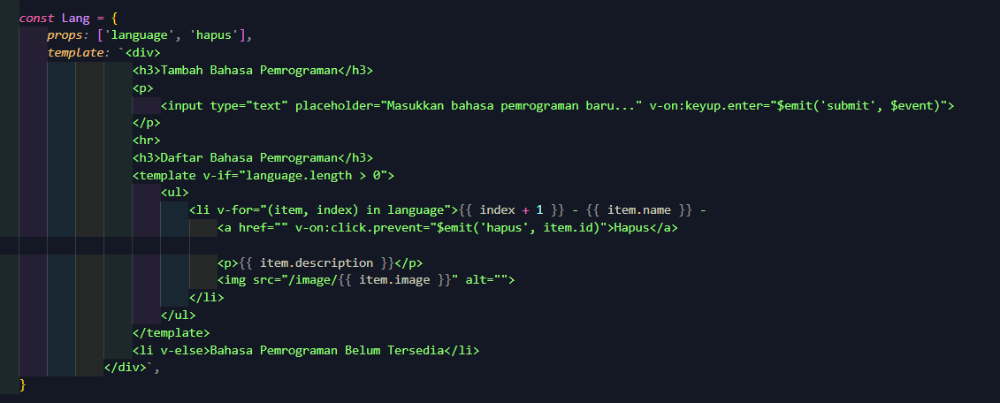 const Lang = {
props: ['language', 'hapus'],
template: `<div>
<h3>Tambah Bahasa Pemrograman</h3>
<p>
<input type="text" placeholder="Masukkan bahasa pemrograman baru..." v-on:keyup.enter="$emit('submit', $event)">
</p>
<hr>
<h3>Daftar Bahasa Pemrograman</h3>
<template v-if="language.length > 0">
<ul>
<li v-for="(item, index) in language">{{ index + 1 }} - {{ item.name }} -
<a href="" v-on:click.prevent="$emit('hapus', item.id)">Hapus</a>
<p>{{ item.description }}</p>
<img src="/image/{{ item.image }}" alt="">
</li>
</ul>
</template>
<li v-else>Bahasa Pemrograman Belum Tersedia</li>
</div>`,
}